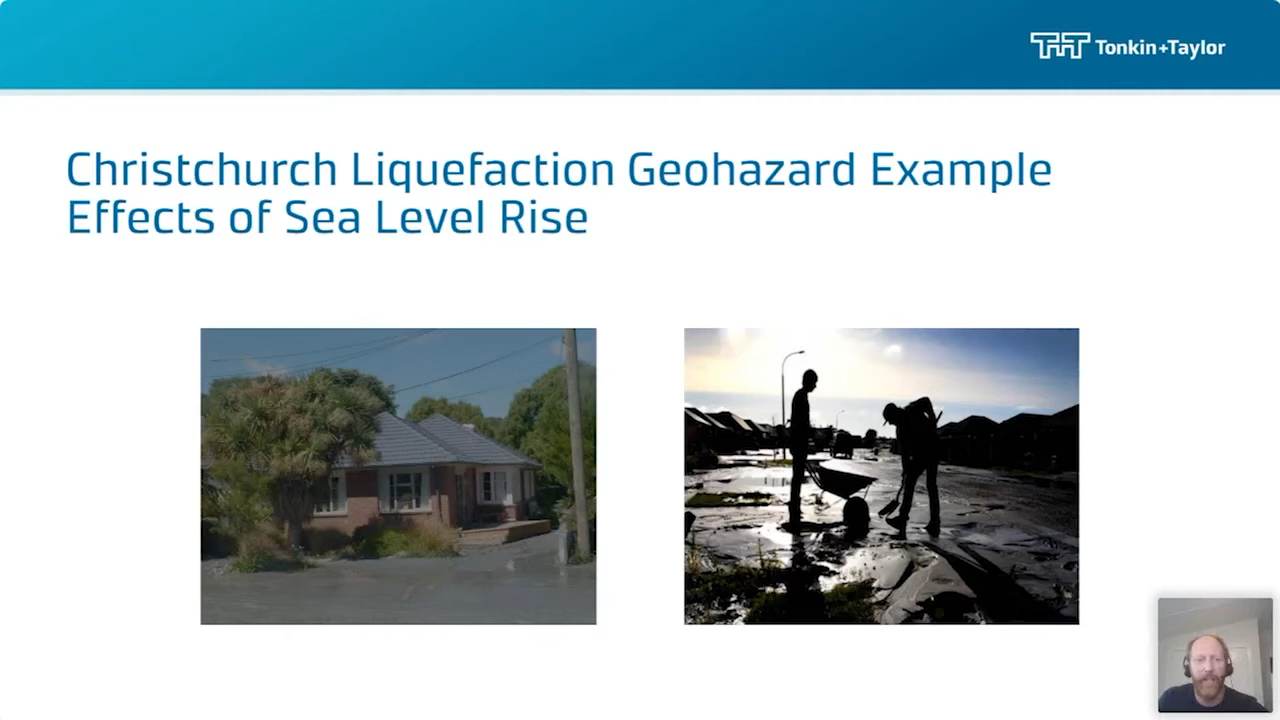 Tonkin+Taylor
Christchurch Liquefaction Geohazard Example
Effects of Sea Level Rise